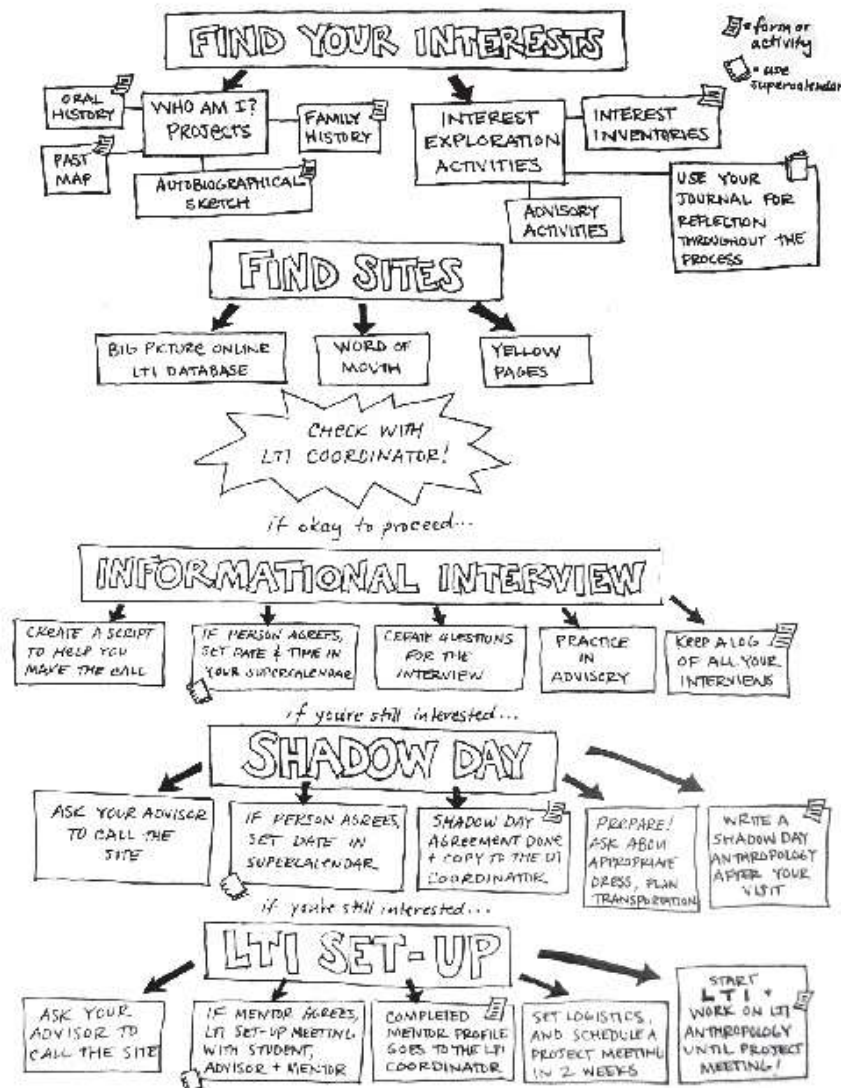 FIND YOUR INTERESTS
= form or
activity
= use
supercalendar
ORAL
HISTORY
WHO AM I?
PROJECTS
FAMILY
HISTORY
PAST
MAP
AUTOBIOGRAPHICAL
SKETCH
INTEREST
EXPLORATION
ACTIVITIES
INTEREST
INVENTORIES
ADVISORY
ACTIVITIES
USE YOUR
JOURNAL FOR
REFLECTION
THROUGHOUT THE
PROCESS
FIND SITES
BIG PICTURE ONLINE
LTI DATABASE
WORD OF
MOUTH
YELLOW
PAGES
CHECK WITH
LTI COORDINATOR!
if okay to proceed...
INFORMATIONAL INTERVIEW
CREATE A SCRIPT
TO HELP YOU
MAKE THE CALL
IF PERSON AGREES,
SET DATE & TIME IN
YOUR SUPERCALENDAR
CREATE QUESTIONS
FOR THE
INTERVIEW
PRACTICE
IN
ADVISORY
KEEP A LOG
OF ALL YOUR
INTERVIEWS
if you're still interested...
SHADOW DAY
ASK YOUR ADVISOR
TO CALL THE
SITE
IF PERSON AGREES,
SET DATE IN
SUPERCALENDAR
SHADOW DAY
AGREEMENT DONE
+ COPY TO THE LTI
COORDINATOR
PREPARE!
ASK ABOUT
APPROPRIATE
DRESS, PLAN
TRANSPORTATION
WRITE A
SHADOW DAY
ANTHROPOLOGY
AFTER YOUR
VISIT
if you're still interested...
LTI SET-UP
ASK YOUR
ADVISOR TO
CALL THE SITE
IF MENTOR AGREES,
LTI SET-UP MEETING
WITH STUDENT,
ADVISOR + MENTOR
COMPLETED
MENTOR PROFILE
GOES TO THE LTI
COORDINATOR
SET LOGISTICS,
AND SCHEDULE A
PROJECT MEETING
IN 2 WEEKS
START
LTI +
WORK ON LTI
ANTHROPOLOGY
UNTIL PROJECT
MEETING!